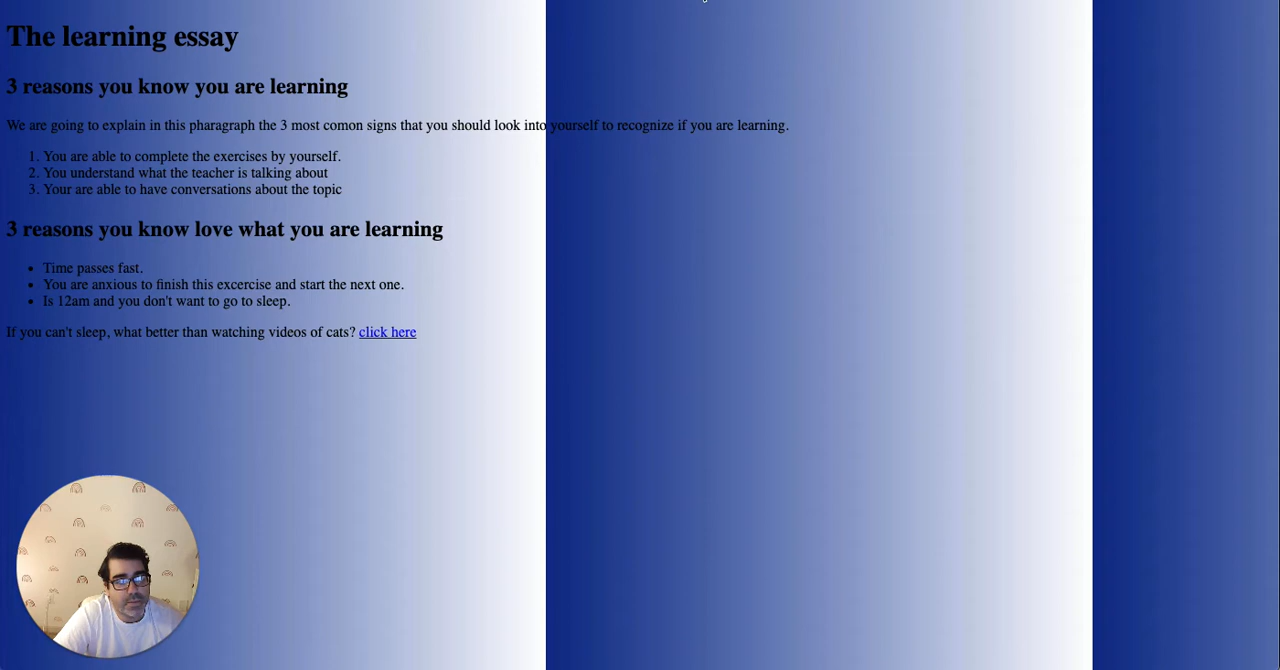 The learning essay
3 reasons you know you are learning
We are going to explain in this pharagraph the 3 most comon signs that you should look into yourself to recognize if you are learning.
1. You are able to complete the exercises by yourself.
2. You understand what the teacher is talking about
3. Your are able to have conversations about the topic
3 reasons you know love what you are learning
• Time passes fast.
• You are anxious to finish this excercise and start the next one.
• Is 12am and you don't want to go to sleep.
If you can't sleep, what better than watching videos of cats? click here